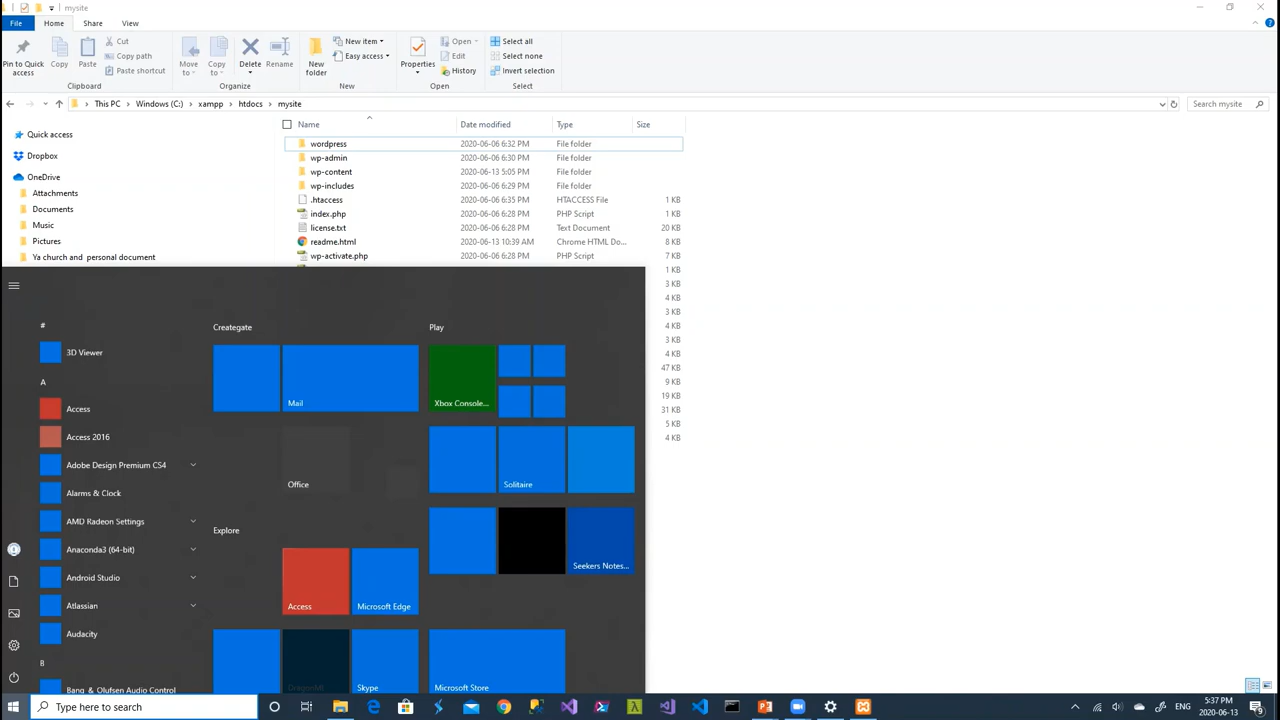 mysite
File Home Share View
Pin to Quick access
Copy
Paste
Cut
Copy path
Paste shortcut
Move to
Copy to
Delete
Rename
New folder
New item
Easy access
Properties
Open
Edit
History
Select all
Select none
Invert selection
Clipboard Organize New Open Select
This PC Windows (C:) xampp htdocs mysite
Search mysite
Name Date modified Type Size
Quick access
Dropbox
OneDrive
Attachments
Documents
Music
Pictures
Ya church and personal document
wordpress 2020-06-06 6:32 PM File folder
wp-admin 2020-06-06 6:30 PM File folder
wp-content 2020-06-13 5:05 PM File folder
wp-includes 2020-06-06 6:29 PM File folder
.htaccess 2020-06-06 6:35 PM HTACCESS File 1 KB
index.php 2020-06-06 6:28 PM PHP Script 1 KB
license.txt 2020-06-06 6:28 PM Text Document 20 KB
readme.html 2020-06-13 10:39 AM Chrome HTML Do... 8 KB
wp-activate.php 2020-06-06 6:28 PM PHP Script 7 KB
1 KB
3 KB
4 KB
3 KB
4 KB
3 KB
4 KB
47 KB
9 KB
19 KB
31 KB
5 KB
4 KB
#
3D Viewer
A
Access
Access 2016
Adobe Design Premium CS4
Alarms & Clock
AMD Radeon Settings
Anaconda3 (64-bit)
Android Studio
Atlassian
Audacity
B
Bang & Olufsen Audio Control
Creategate
Mail
Office
Explore
Access
Microsoft Edge
Skype
Play
Xbox Console...
Solitaire
Seekers Notes...
Microsoft Store
Type here to search
5:37 PM
2020-06-13